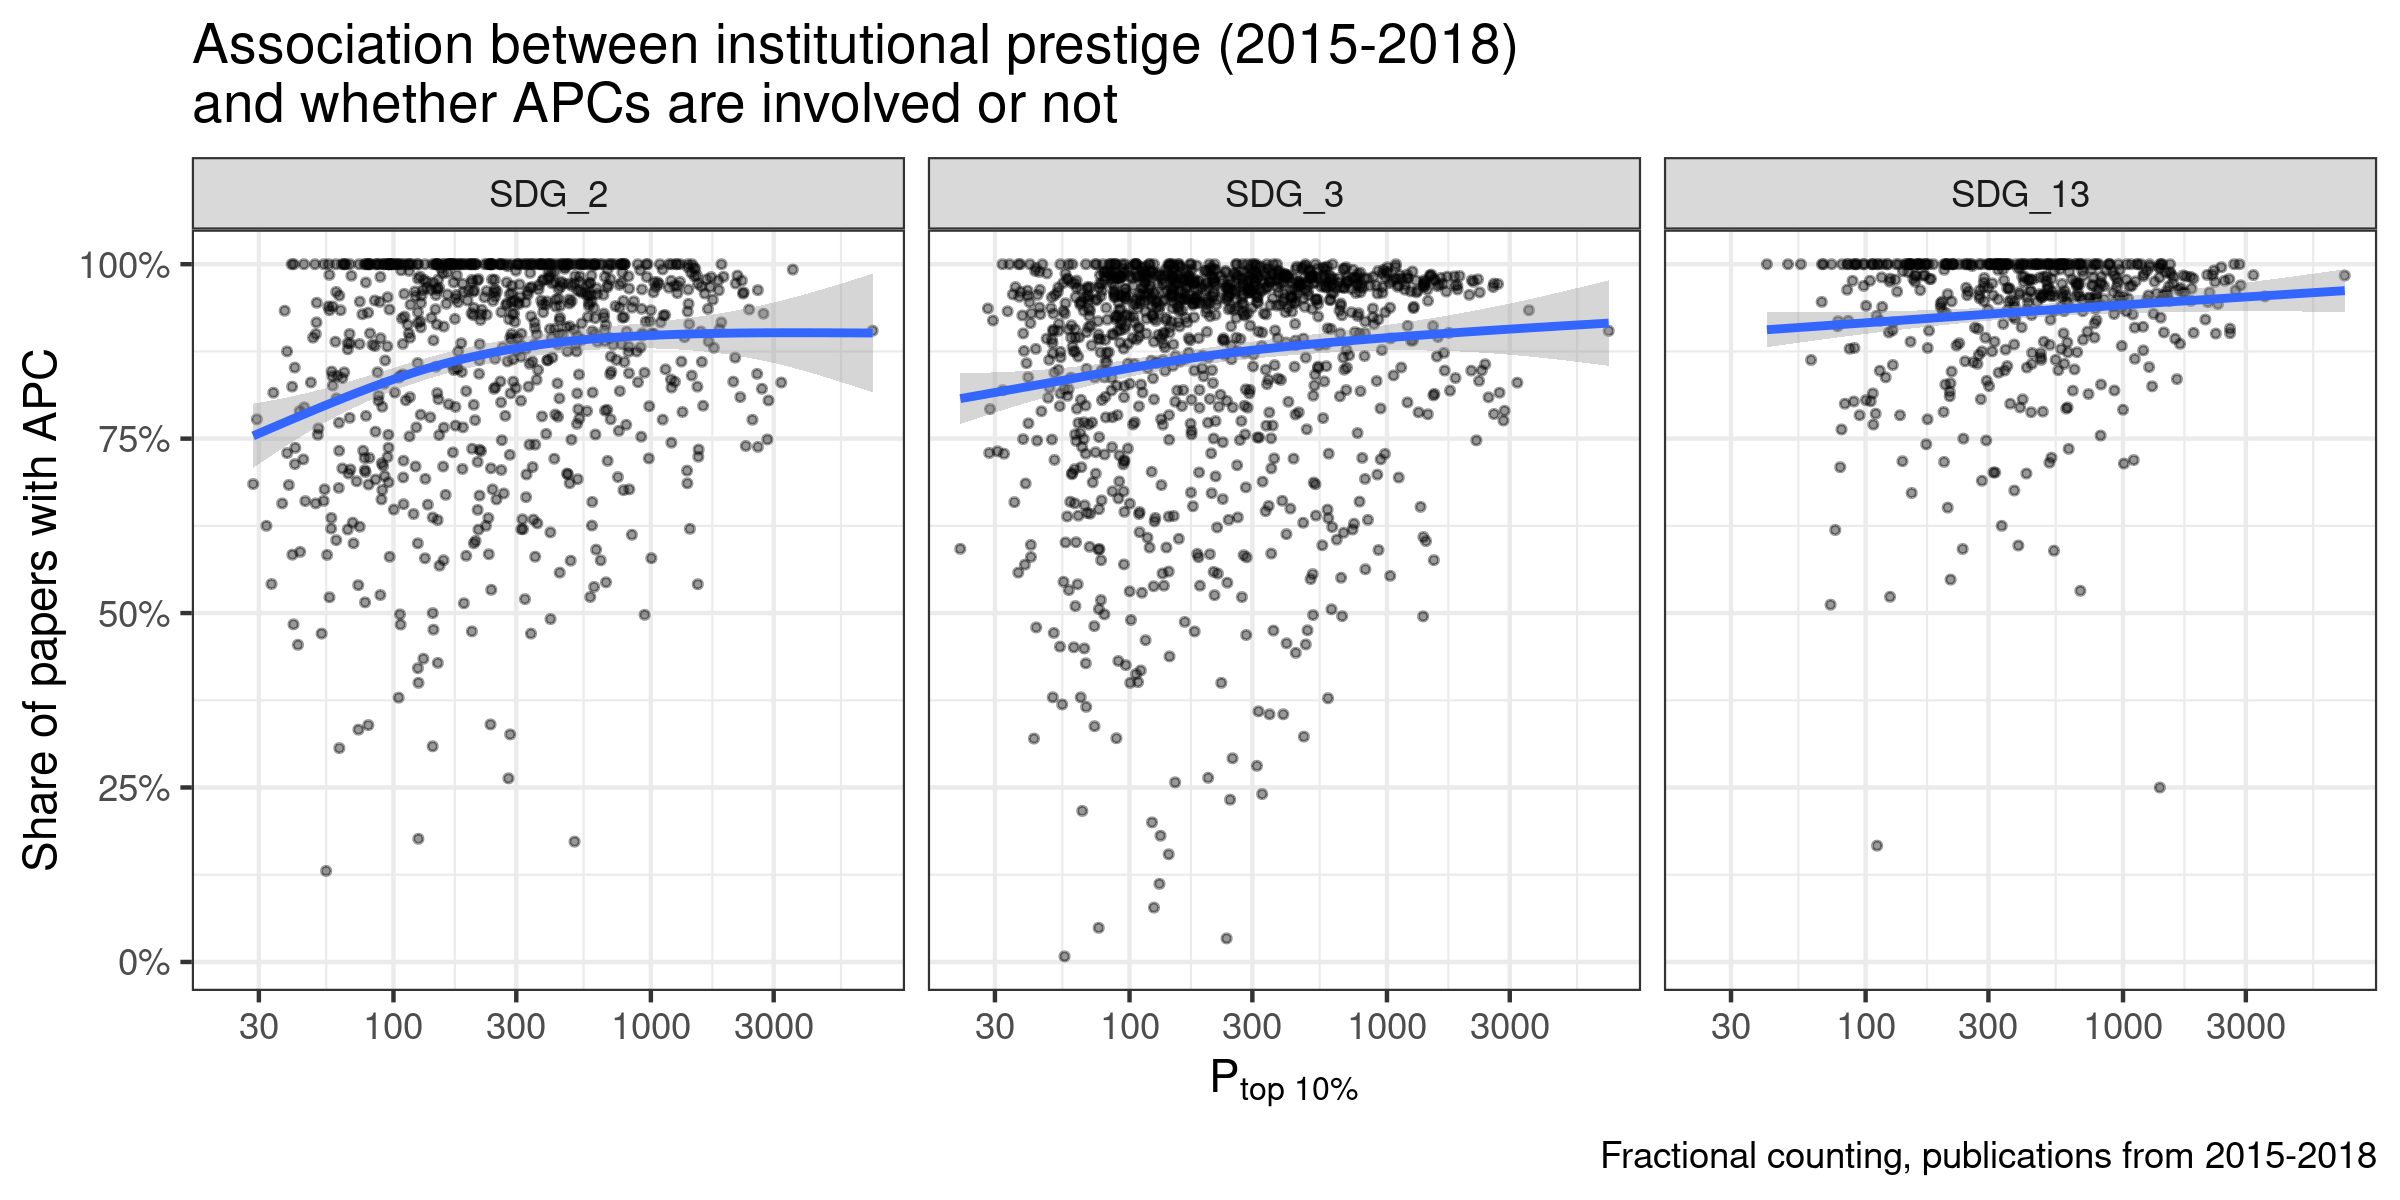 Association between institutional prestige (2015-2018)
and whether APCs are involved or not
SDG_2 SDG_3 SDG_13
Share of papers with APC
100%
75%
50%
25%
0%
30 100 300 1000 3000 30 100 300 1000 3000 30 100 300 1000 3000
P top 10%
Fractional counting, publications from 2015-2018